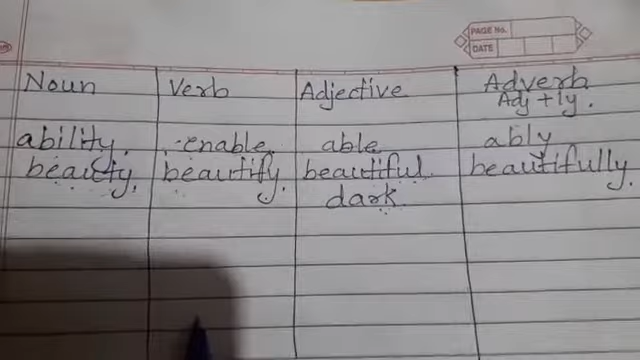 PAGE No.
DATE
Noun Verb Adjective Adverb
Adj + ly.
ability. enable. able ably
beauty. beautify. beautiful. beautifully.
dark